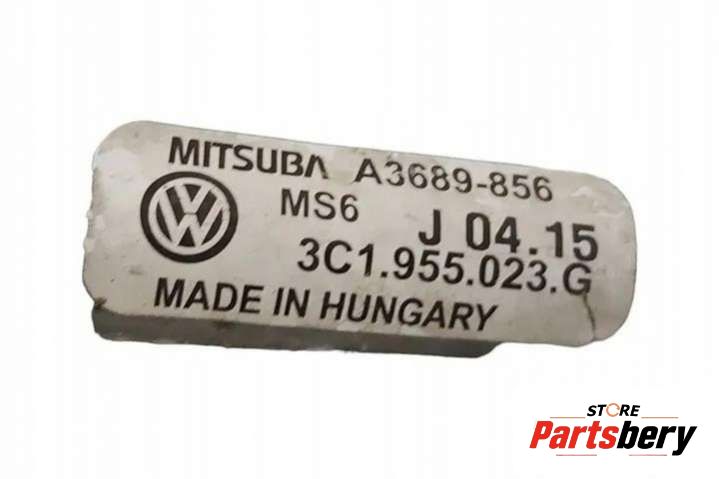 MITSUBA A3689-856
MS6 J 04.15
3C1.955.023.G
MADE IN HUNGARY
STORE
Partsbery